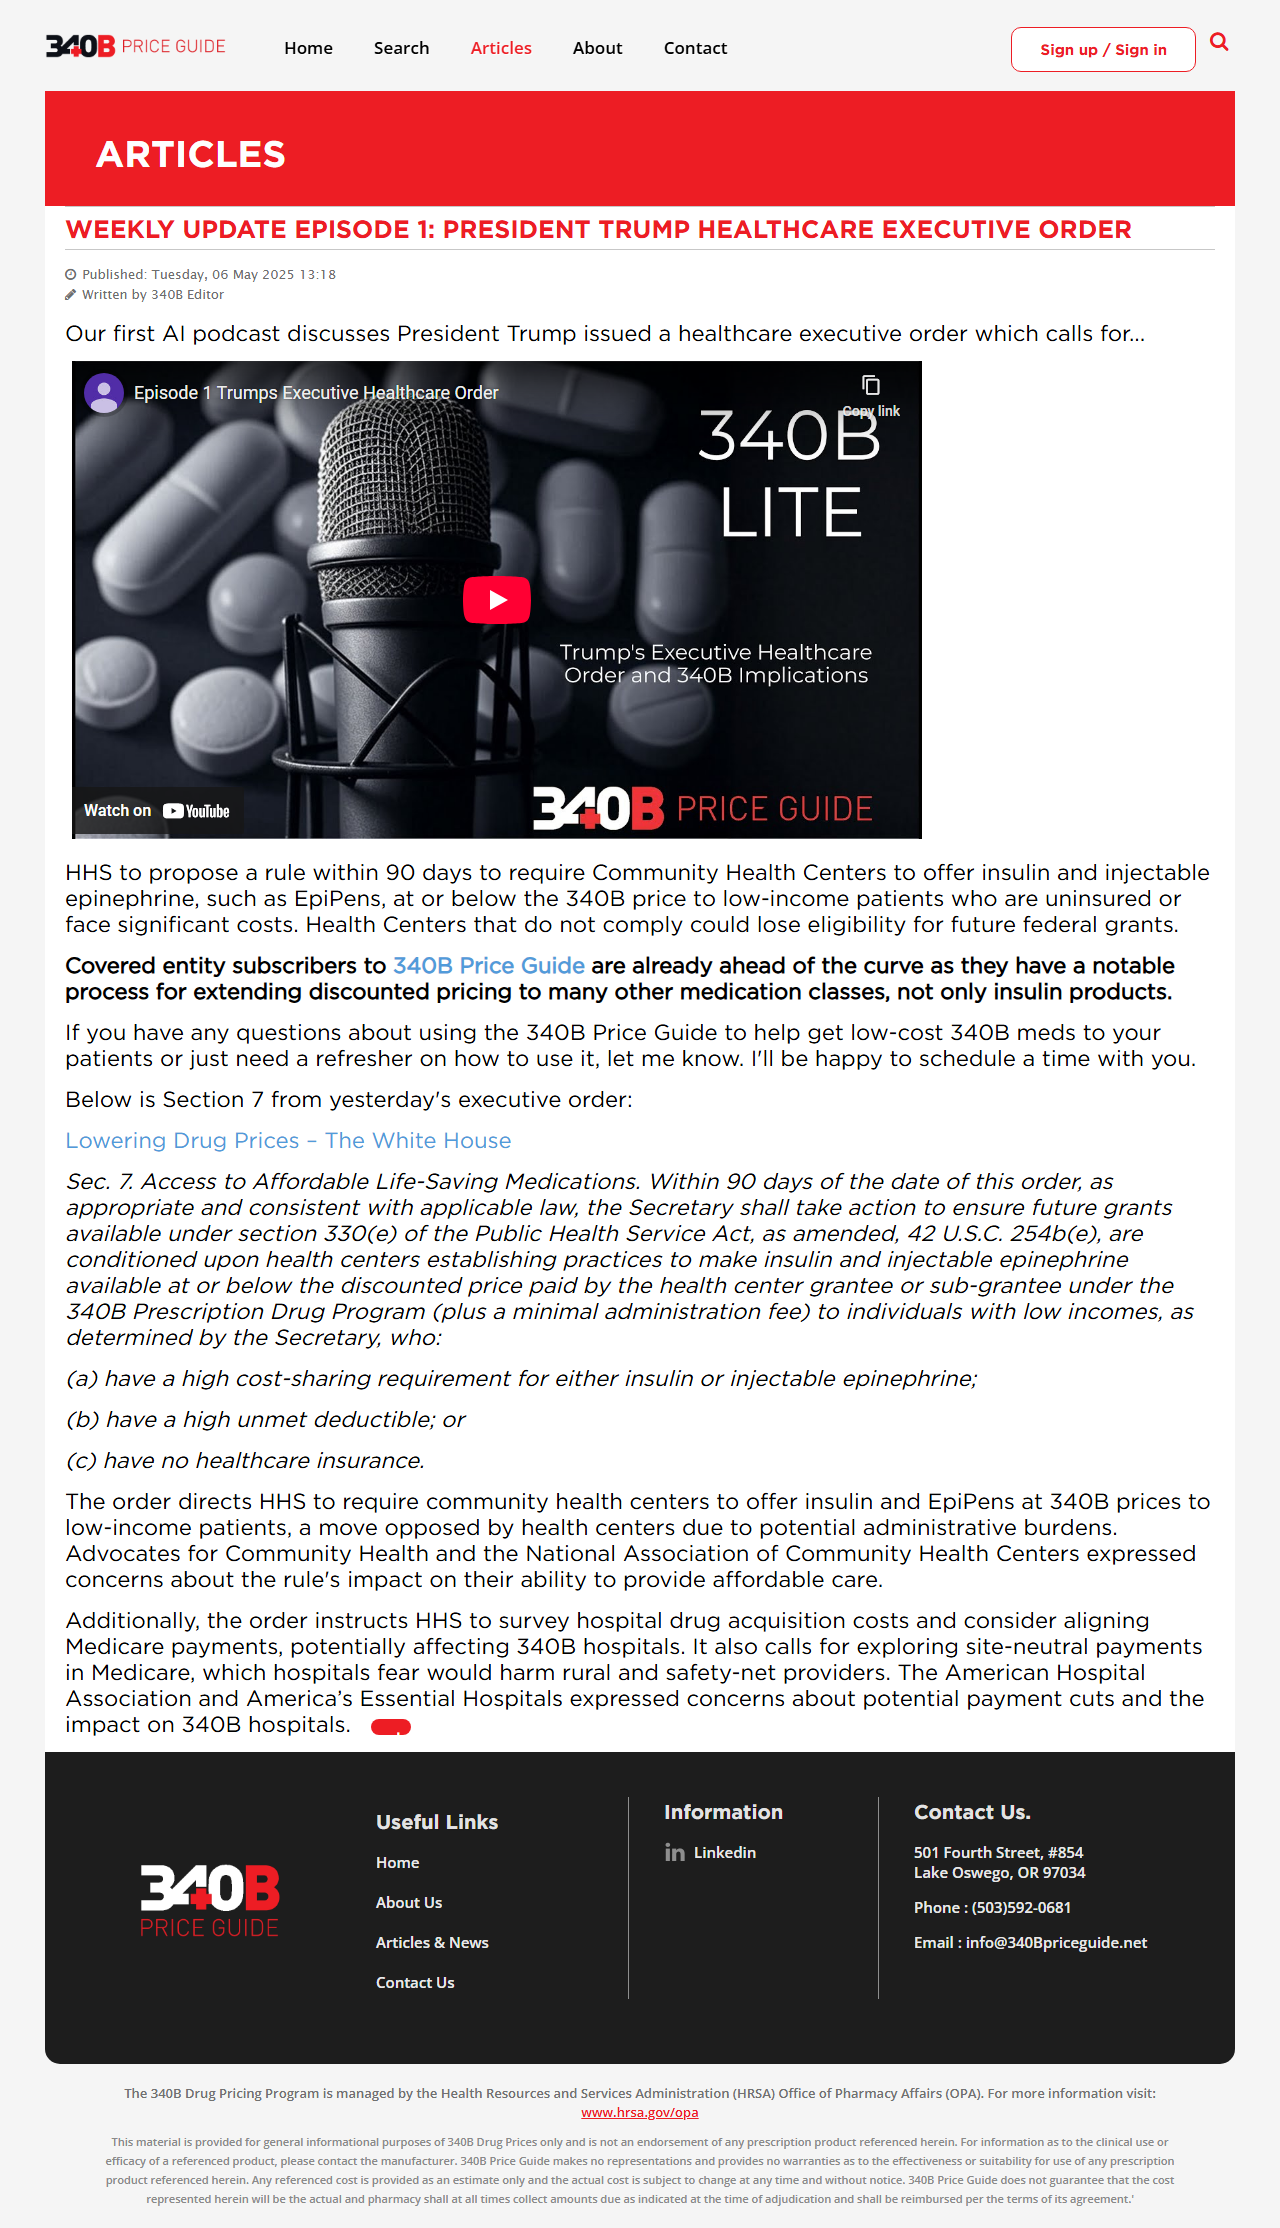 340B PRICE GUIDE Home Search Articles About Contact Sign up / Sign in
ARTICLES
WEEKLY UPDATE EPISODE 1: PRESIDENT TRUMP HEALTHCARE EXECUTIVE ORDER
Published: Tuesday, 06 May 2025 13:18
Written by 340B Editor
Our first AI podcast discusses President Trump issued a healthcare executive order which calls for...
Episode 1 Trumps Executive Healthcare Order
Copy link
340B
LITE
Trump's Executive Healthcare
Order and 340B Implications
Watch on YouTube
340B PRICE GUIDE
HHS to propose a rule within 90 days to require Community Health Centers to offer insulin and injectable
epinephrine, such as EpiPens, at or below the 340B price to low-income patients who are uninsured or
face significant costs. Health Centers that do not comply could lose eligibility for future federal grants.
Covered entity subscribers to 340B Price Guide are already ahead of the curve as they have a notable
process for extending discounted pricing to many other medication classes, not only insulin products.
If you have any questions about using the 340B Price Guide to help get low-cost 340B meds to your
patients or just need a refresher on how to use it, let me know. I'll be happy to schedule a time with you.
Below is Section 7 from yesterday's executive order:
Lowering Drug Prices – The White House
Sec. 7. Access to Affordable Life-Saving Medications. Within 90 days of the date of this order, as
appropriate and consistent with applicable law, the Secretary shall take action to ensure future grants
available under section 330(e) of the Public Health Service Act, as amended, 42 U.S.C. 254b(e), are
conditioned upon health centers establishing practices to make insulin and injectable epinephrine
available at or below the discounted price paid by the health center grantee or sub-grantee under the
340B Prescription Drug Program (plus a minimal administration fee) to individuals with low incomes, as
determined by the Secretary, who:
(a) have a high cost-sharing requirement for either insulin or injectable epinephrine;
(b) have a high unmet deductible; or
(c) have no healthcare insurance.
The order directs HHS to require community health centers to offer insulin and EpiPens at 340B prices to
low-income patients, a move opposed by health centers due to potential administrative burdens.
Advocates for Community Health and the National Association of Community Health Centers expressed
concerns about the rule's impact on their ability to provide affordable care.
Additionally, the order instructs HHS to survey hospital drug acquisition costs and consider aligning
Medicare payments, potentially affecting 340B hospitals. It also calls for exploring site-neutral payments
in Medicare, which hospitals fear would harm rural and safety-net providers. The American Hospital
Association and America’s Essential Hospitals expressed concerns about potential payment cuts and the
impact on 340B hospitals.
340B
PRICE GUIDE
Useful Links
Home
About Us
Articles & News
Contact Us
Information
in Linkedin
Contact Us.
501 Fourth Street, #854
Lake Oswego, OR 97034
Phone : (503)592-0681
Email : info@340Bpriceguide.net
The 340B Drug Pricing Program is managed by the Health Resources and Services Administration (HRSA) Office of Pharmacy Affairs (OPA). For more information visit:
www.hrsa.gov/opa
This material is provided for general informational purposes of 340B Drug Prices only and is not an endorsement of any prescription product referenced herein. For information as to the clinical use or
efficacy of a referenced product, please contact the manufacturer. 340B Price Guide makes no representations and provides no warranties as to the effectiveness or suitability for use of any prescription
product referenced herein. Any referenced cost is provided as an estimate only and the actual cost is subject to change at any time and without notice. 340B Price Guide does not guarantee that the cost
represented herein will be the actual and pharmacy shall at all times collect amounts due as indicated at the time of adjudication and shall be reimbursed per the terms of its agreement.'